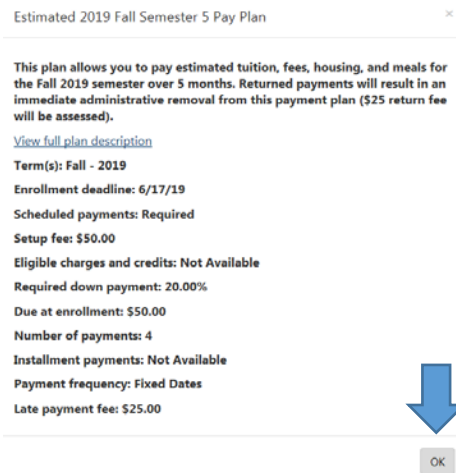 Estimated 2019 Fall Semester 5 Pay Plan
×
This plan allows you to pay estimated tuition, fees, housing, and meals for
the Fall 2019 semester over 5 months. Returned payments will result in an
immediate administrative removal from this payment plan ($25 return fee
will be assessed).
View full plan description
Term(s): Fall - 2019
Enrollment deadline: 6/17/19
Scheduled payments: Required
Setup fee: $50.00
Eligible charges and credits: Not Available
Required down payment: 20.00%
Due at enrollment: $50.00
Number of payments: 4
Installment payments: Not Available
Payment frequency: Fixed Dates
Late payment fee: $25.00
OK